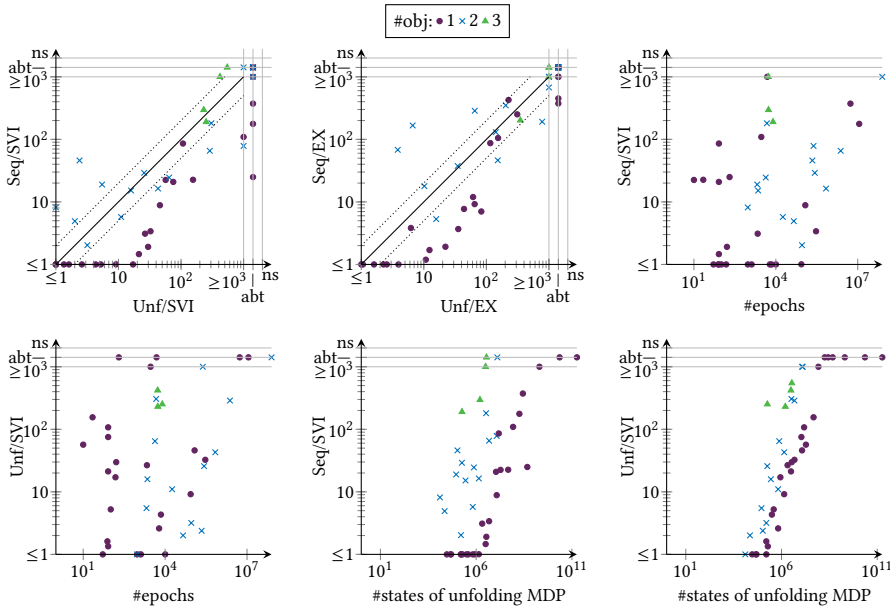 #obj: 1 2 3
ns
abt
≥10³
10²
10
≤1
≤1 10 10² ≥10³ abt ns
Seq/SVI
Unf/SVI
ns
abt
≥10³
10²
10
≤1
≤1 10 10² ≥10³ abt ns
Seq/EX
Unf/EX
ns
abt
≥10³
10²
10
≤1
10¹ 10⁴ 10⁷
Seq/SVI
#epochs
ns
abt
≥10³
10²
10
≤1
10¹ 10⁴ 10⁷
Unf/SVI
#epochs
ns
abt
≥10³
10²
10
≤1
10¹ 10⁶ 10¹¹
Seq/SVI
#states of unfolding MDP
ns
abt
≥10³
10²
10
≤1
10¹ 10⁶ 10¹¹
Unf/SVI
#states of unfolding MDP